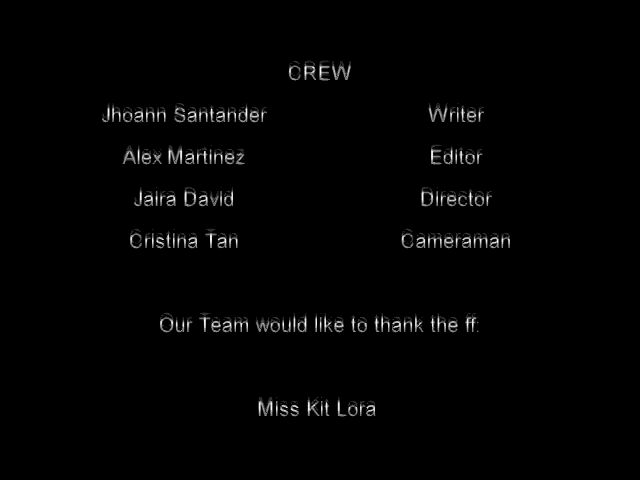 CREW
Jhoann Santander Writer
Alex Martinez Editor
Jaira David Director
Cristina Tan Cameraman
Our Team would like to thank the ff:
Miss Kit Lora